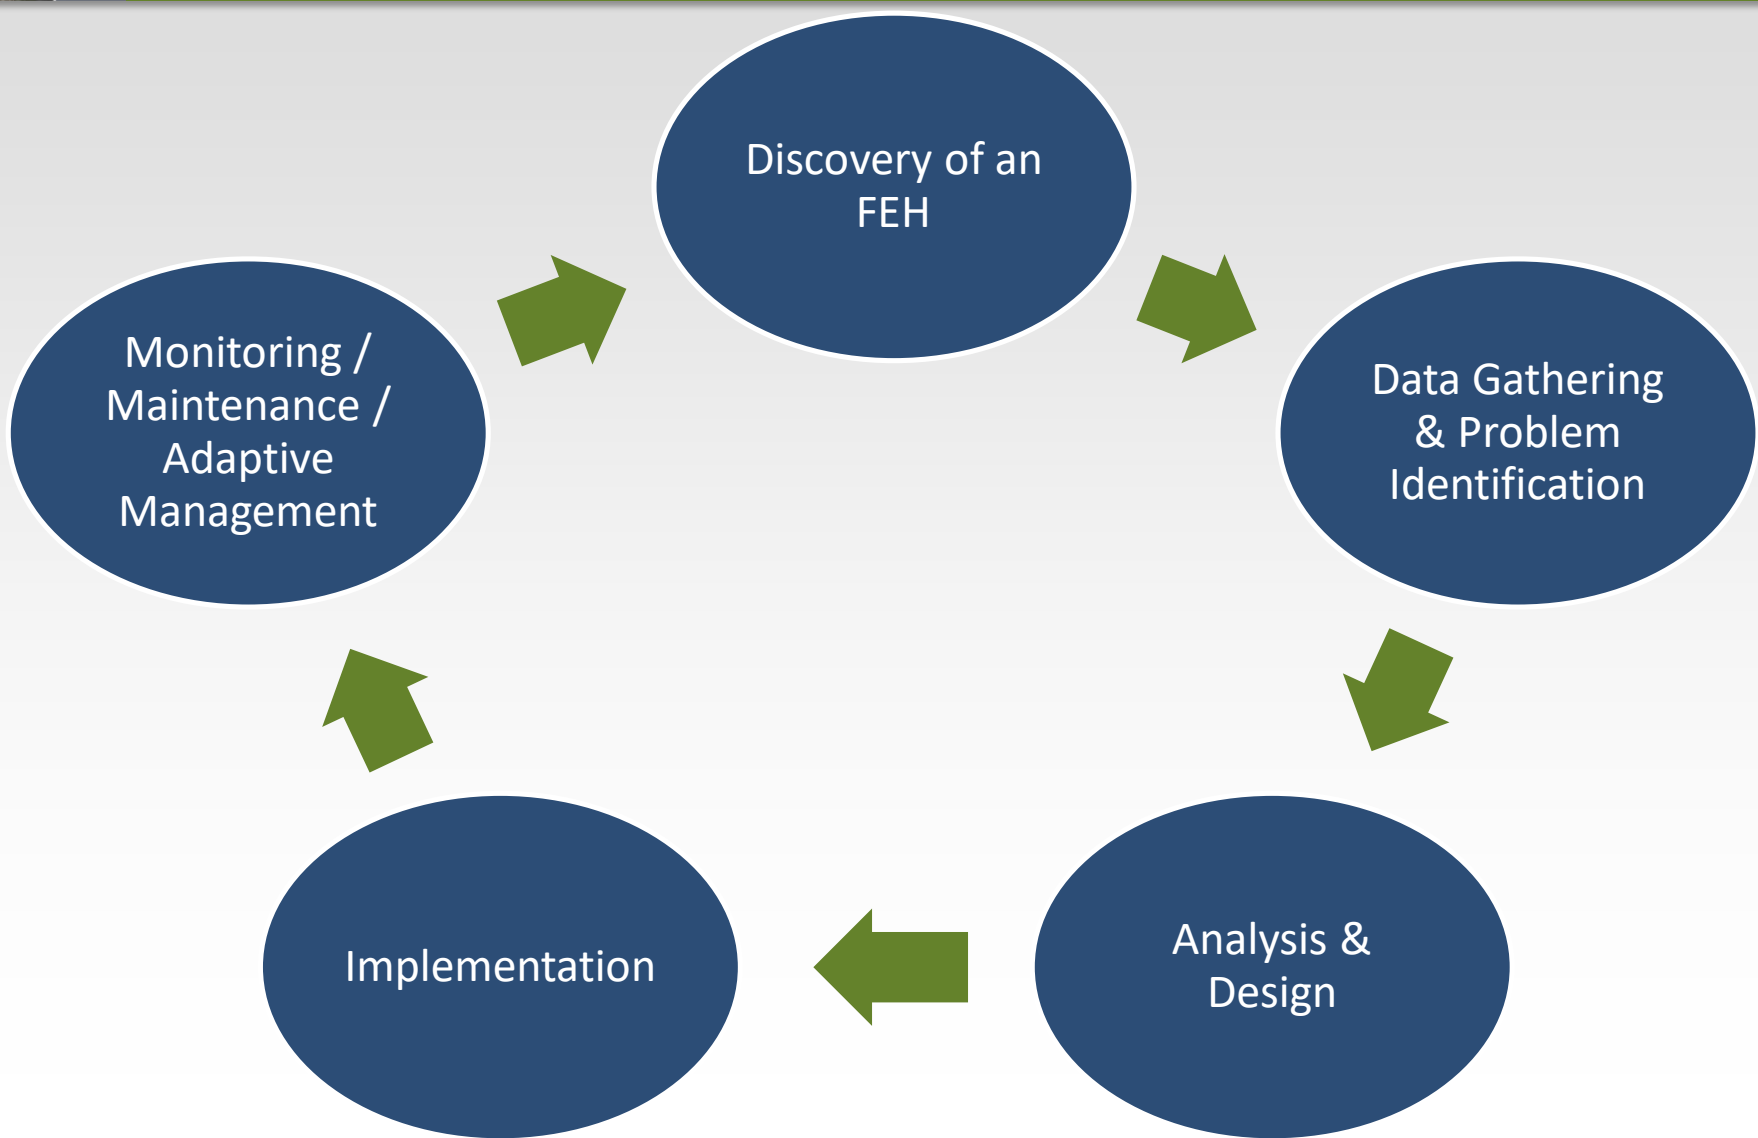 Discovery of an
FEH
Data Gathering
& Problem
Identification
Analysis &
Design
Implementation
Monitoring /
Maintenance /
Adaptive
Management